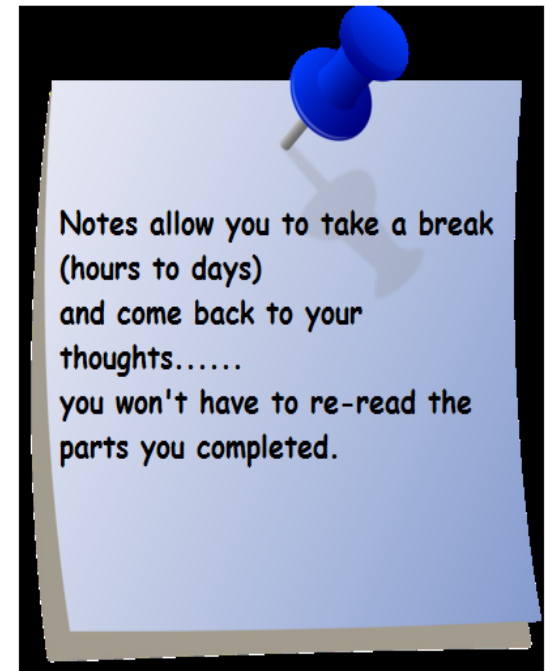 Notes allow you to take a break
(hours to days)
and come back to your
thoughts......
you won't have to re-read the
parts you completed.